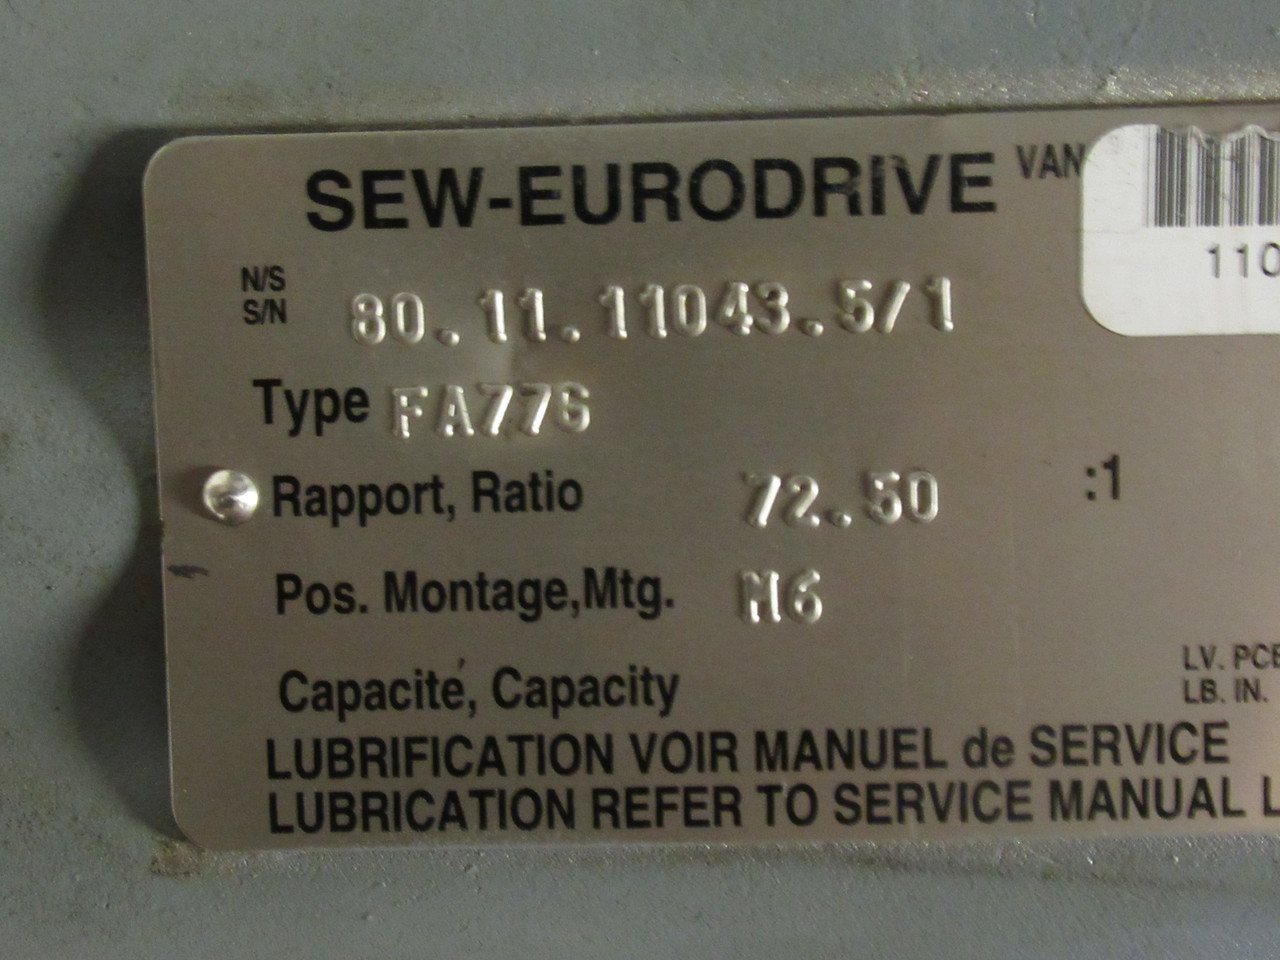 SEW-EURODRIVE VAN
110
N/S
S/N 80.11.11043.5/1
Type FA77G
Rapport, Ratio 72.50 :1
Pos. Montage,Mtg. M6
Capacité, Capacity
LV. PCE
LB. IN.
LUBRIFICATION VOIR MANUEL de SERVICE
LUBRICATION REFER TO SERVICE MANUAL L